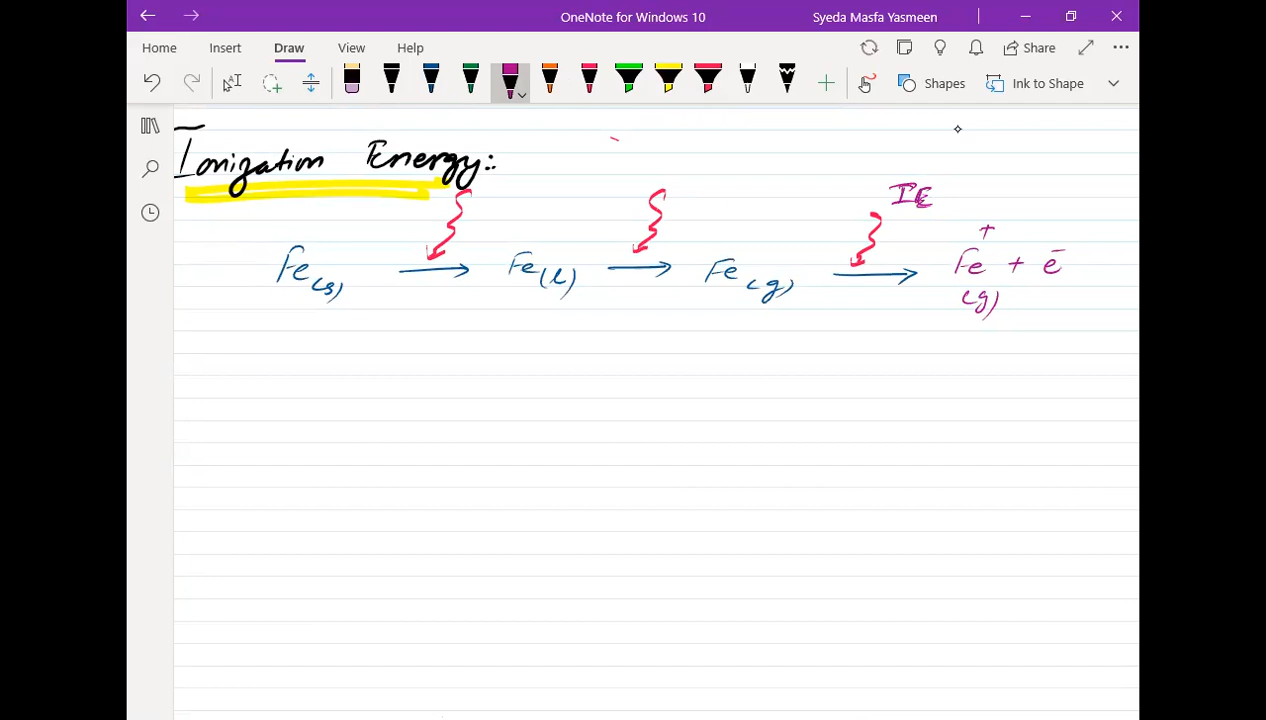 OneNote for Windows 10
Syeda Masfa Yasmeen
Home Insert Draw View Help Share
Shapes Ink to Shape
Ionization Energy:
IE
Fe(s) → Fe(l) → Fe(g) → Fe⁺(g) + e⁻